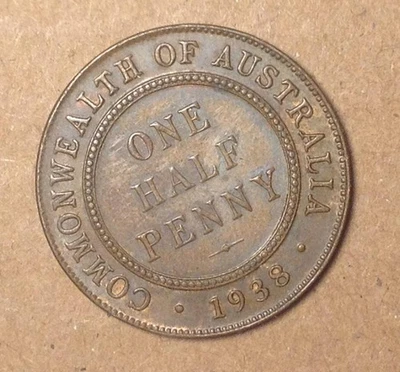 COMMONWEALTH OF AUSTRALIA
ONE
HALF
PENNY
· 1938 ·